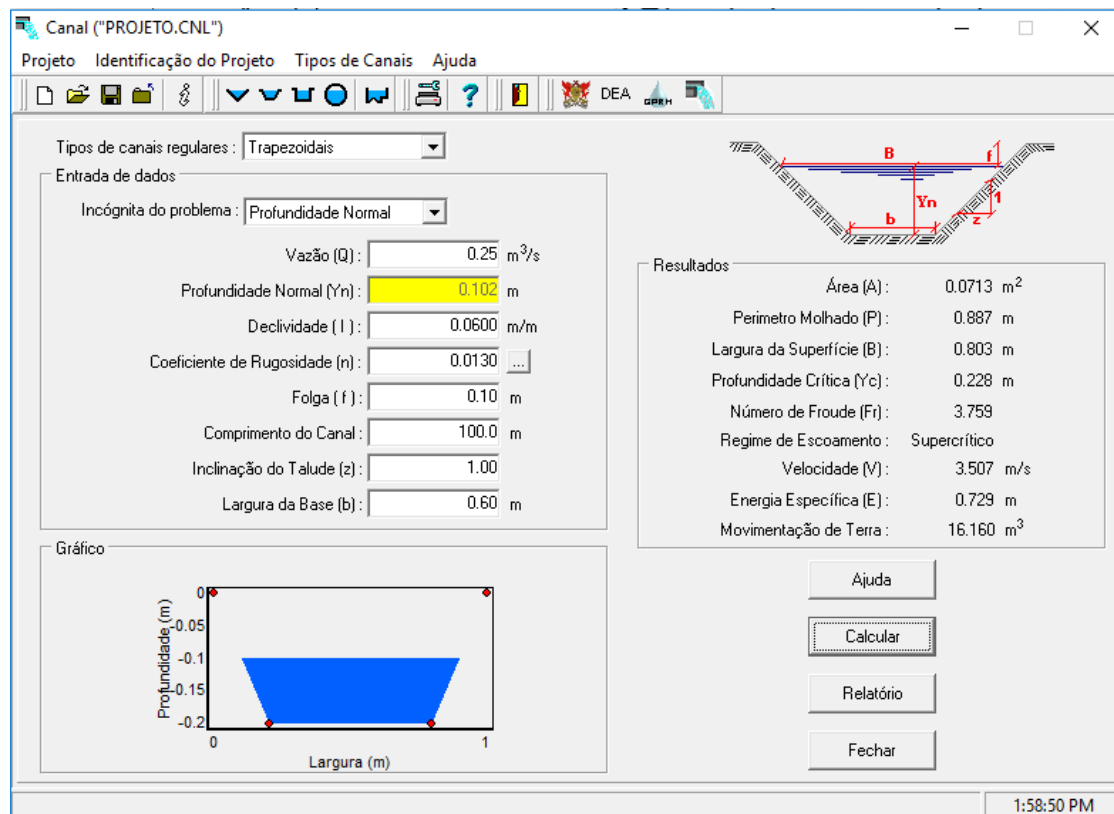 Canal ("PROJETO.CNL")
Projeto Identificação do Projeto Tipos de Canais Ajuda
DEA GPRH
Tipos de canais regulares : Trapezoidais
Entrada de dados
Incógnita do problema : Profundidade Normal
Vazão (Q) : 0.25 m³/s
Profundidade Normal (Yn) : 0.102 m
Declividade ( I ) : 0.0600 m/m
Coeficiente de Rugosidade (n) : 0.0130 ...
Folga ( f ) : 0.10 m
Comprimento do Canal : 100.0 m
Inclinação do Talude (z) : 1.00
Largura da Base (b) : 0.60 m
B f
Yn 1
b z
Resultados
Área (A) : 0.0713 m²
Perimetro Molhado (P) : 0.887 m
Largura da Superfície (B) : 0.803 m
Profundidade Crítica (Yc) : 0.228 m
Número de Froude (Fr) : 3.759
Regime de Escoamento : Supercrítico
Velocidade (V) : 3.507 m/s
Energia Específica (E) : 0.729 m
Movimentação de Terra : 16.160 m³
Gráfico
Profundidade (m)
0
-0.05
-0.1
-0.15
-0.2
0 1
Largura (m)
Ajuda
Calcular
Relatório
Fechar
1:58:50 PM